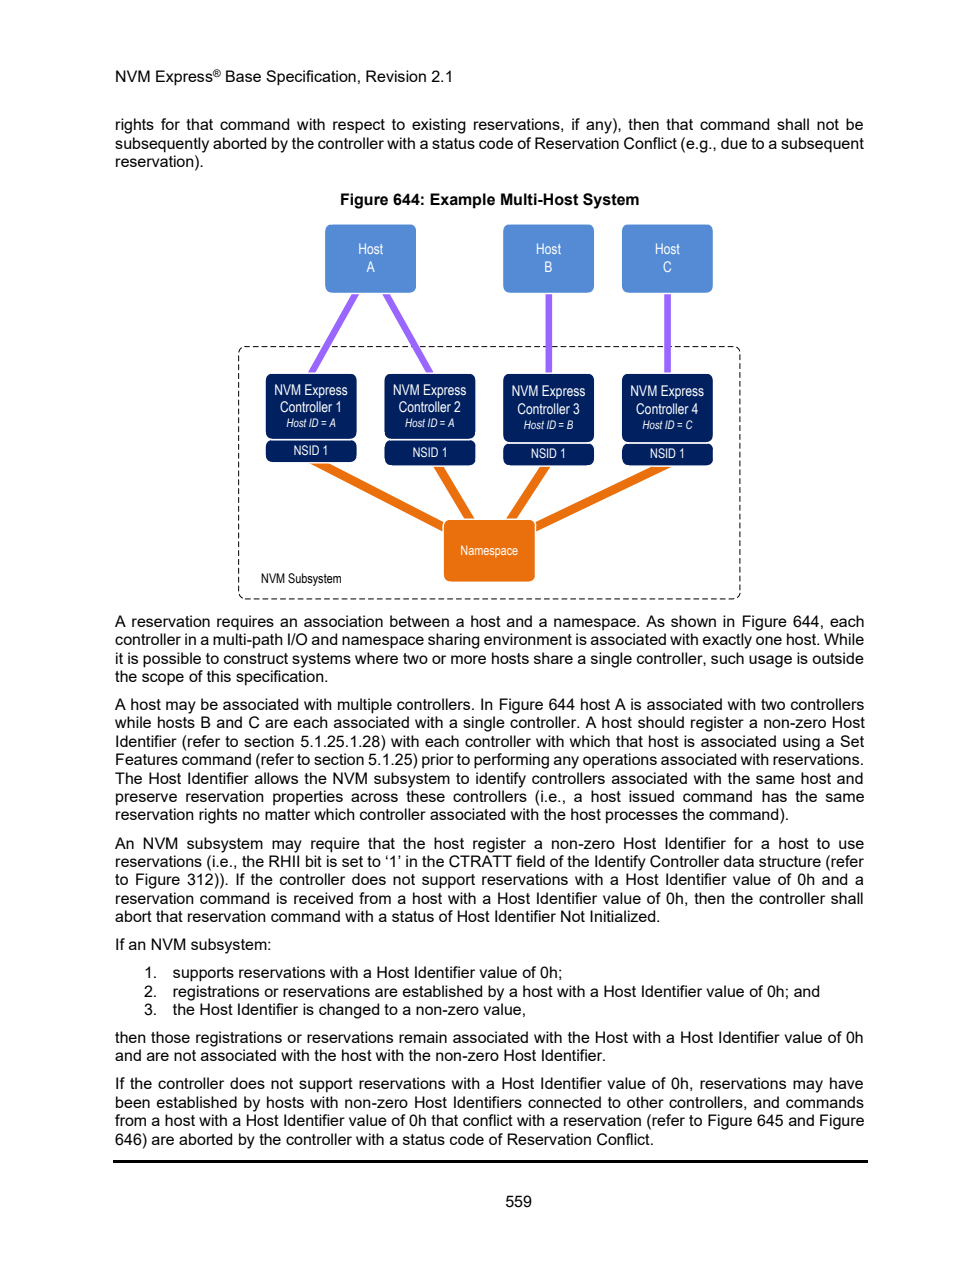 NVM Express® Base Specification, Revision 2.1
rights for that command with respect to existing reservations, if any), then that command shall not be
subsequently aborted by the controller with a status code of Reservation Conflict (e.g., due to a subsequent
reservation).
Figure 644: Example Multi-Host System
Host
A
Host
B
Host
C
NVM Express
Controller 1
Host ID = A
NSID 1
NVM Express
Controller 2
Host ID = A
NSID 1
NVM Express
Controller 3
Host ID = B
NSID 1
NVM Express
Controller 4
Host ID = C
NSID 1
Namespace
NVM Subsystem
A reservation requires an association between a host and a namespace. As shown in Figure 644, each
controller in a multi-path I/O and namespace sharing environment is associated with exactly one host. While
it is possible to construct systems where two or more hosts share a single controller, such usage is outside
the scope of this specification.
A host may be associated with multiple controllers. In Figure 644 host A is associated with two controllers
while hosts B and C are each associated with a single controller. A host should register a non-zero Host
Identifier (refer to section 5.1.25.1.28) with each controller with which that host is associated using a Set
Features command (refer to section 5.1.25) prior to performing any operations associated with reservations.
The Host Identifier allows the NVM subsystem to identify controllers associated with the same host and
preserve reservation properties across these controllers (i.e., a host issued command has the same
reservation rights no matter which controller associated with the host processes the command).
An NVM subsystem may require that the host register a non-zero Host Identifier for a host to use
reservations (i.e., the RHII bit is set to ‘1’ in the CTRATT field of the Identify Controller data structure (refer
to Figure 312)). If the controller does not support reservations with a Host Identifier value of 0h and a
reservation command is received from a host with a Host Identifier value of 0h, then the controller shall
abort that reservation command with a status of Host Identifier Not Initialized.
If an NVM subsystem:
1. supports reservations with a Host Identifier value of 0h;
2. registrations or reservations are established by a host with a Host Identifier value of 0h; and
3. the Host Identifier is changed to a non-zero value,
then those registrations or reservations remain associated with the Host with a Host Identifier value of 0h
and are not associated with the host with the non-zero Host Identifier.
If the controller does not support reservations with a Host Identifier value of 0h, reservations may have
been established by hosts with non-zero Host Identifiers connected to other controllers, and commands
from a host with a Host Identifier value of 0h that conflict with a reservation (refer to Figure 645 and Figure
646) are aborted by the controller with a status code of Reservation Conflict.
559